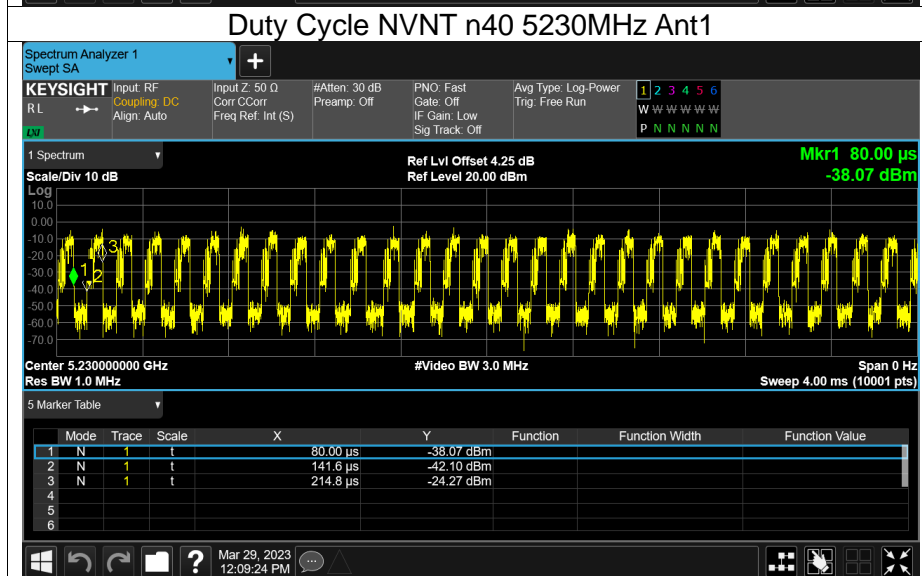 Duty Cycle NVNT n40 5230MHz Ant1
Spectrum Analyzer 1
Swept SA
KEYSIGHT Input: RF Input Z: 50 Ω #Atten: 30 dB PNO: Fast Avg Type: Log-Power 1 2 3 4 5 6
RL Coupling: DC Corr CCorr Preamp: Off Gate: Off Trig: Free Run W W W W W W
Align: Auto Freq Ref: Int (S) IF Gain: Low
LXI Sig Track: Off P N N N N N
1 Spectrum Ref Lvl Offset 4.25 dB Mkr1 80.00 µs
Scale/Div 10 dB Ref Level 20.00 dBm -38.07 dBm
Log
10.0
0.00
-10.0
3
-20.0
1
-30.0
2
-40.0
-50.0
-60.0
-70.0
Center 5.230000000 GHz #Video BW 3.0 MHz Span 0 Hz
Res BW 1.0 MHz Sweep 4.00 ms (10001 pts)
5 Marker Table
Mode Trace Scale X Y Function Function Width Function Value
1 N 1 t 80.00 µs -38.07 dBm
2 N 1 t 141.6 µs -42.10 dBm
3 N 1 t 214.8 µs -24.27 dBm
4
5
6
? Mar 29, 2023
12:09:24 PM